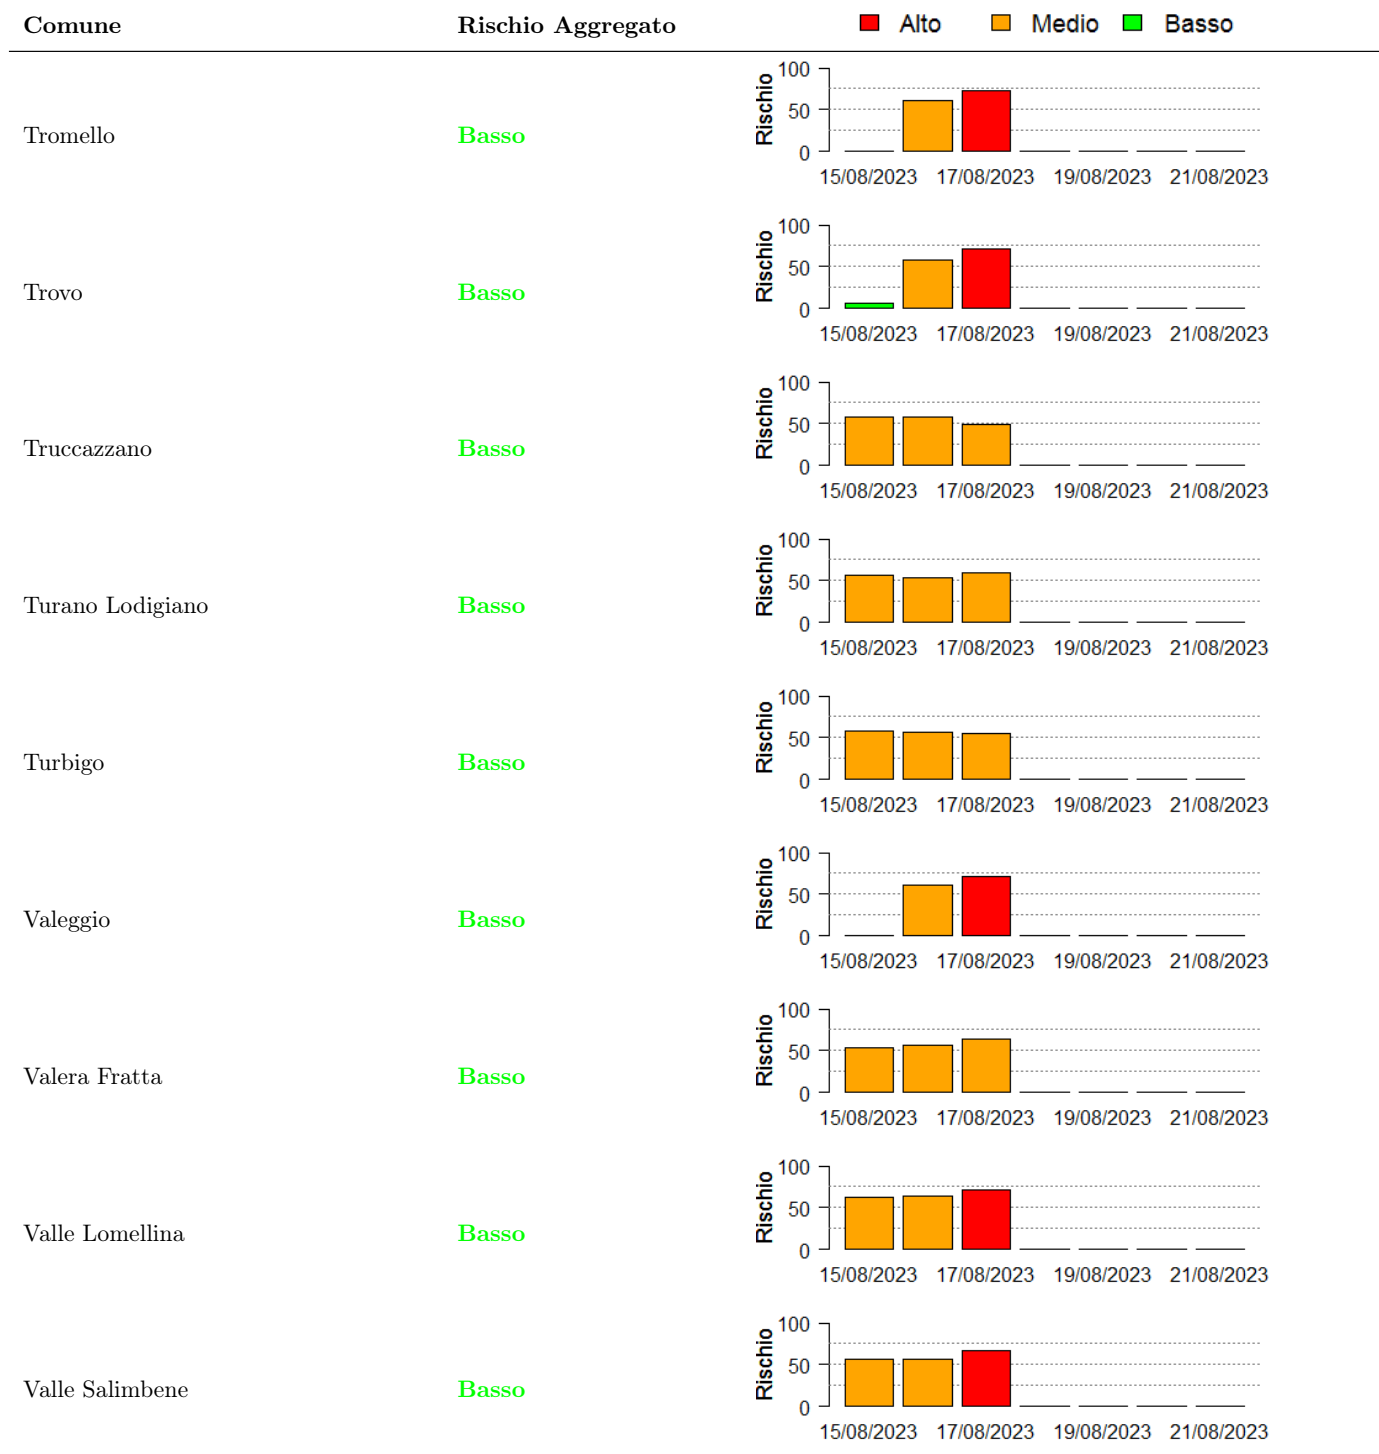 Comune Rischio Aggregato Alto Medio Basso
100
Rischio
50
Tromello Basso
0
15/08/2023 17/08/2023 19/08/2023 21/08/2023
100
Rischio
50
Trovo Basso
0
15/08/2023 17/08/2023 19/08/2023 21/08/2023
100
Rischio
50
Truccazzano Basso
0
15/08/2023 17/08/2023 19/08/2023 21/08/2023
100
Rischio
50
Turano Lodigiano Basso
0
15/08/2023 17/08/2023 19/08/2023 21/08/2023
100
Rischio
50
Turbigo Basso
0
15/08/2023 17/08/2023 19/08/2023 21/08/2023
100
Rischio
50
Valeggio Basso
0
15/08/2023 17/08/2023 19/08/2023 21/08/2023
100
Rischio
50
Valera Fratta Basso
0
15/08/2023 17/08/2023 19/08/2023 21/08/2023
100
Rischio
50
Valle Lomellina Basso
0
15/08/2023 17/08/2023 19/08/2023 21/08/2023
100
Rischio
50
Valle Salimbene Basso
0
15/08/2023 17/08/2023 19/08/2023 21/08/2023